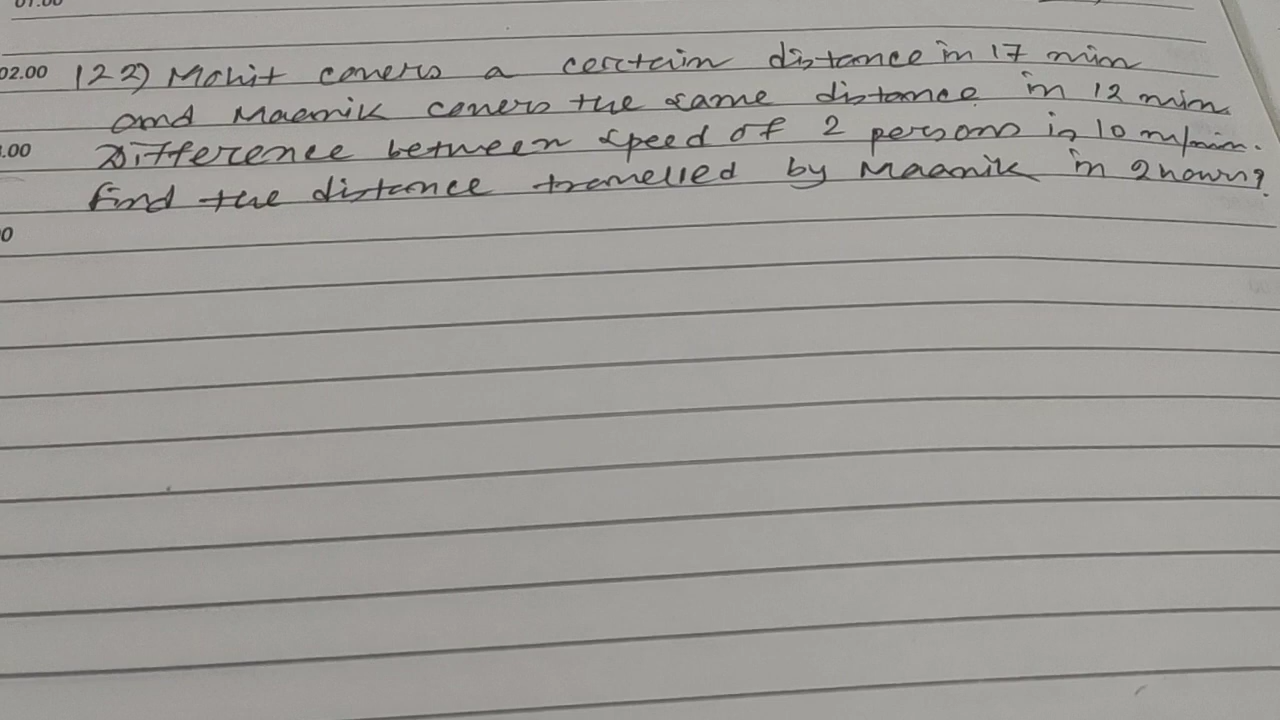 02.00 122) Mohit covers a certain distance in 17 min
and Maanik covers the same distance in 12 min
.00 Difference between speed of 2 persons is 10 m/min.
find the distance travelled by Maanik in 2 hours?
0